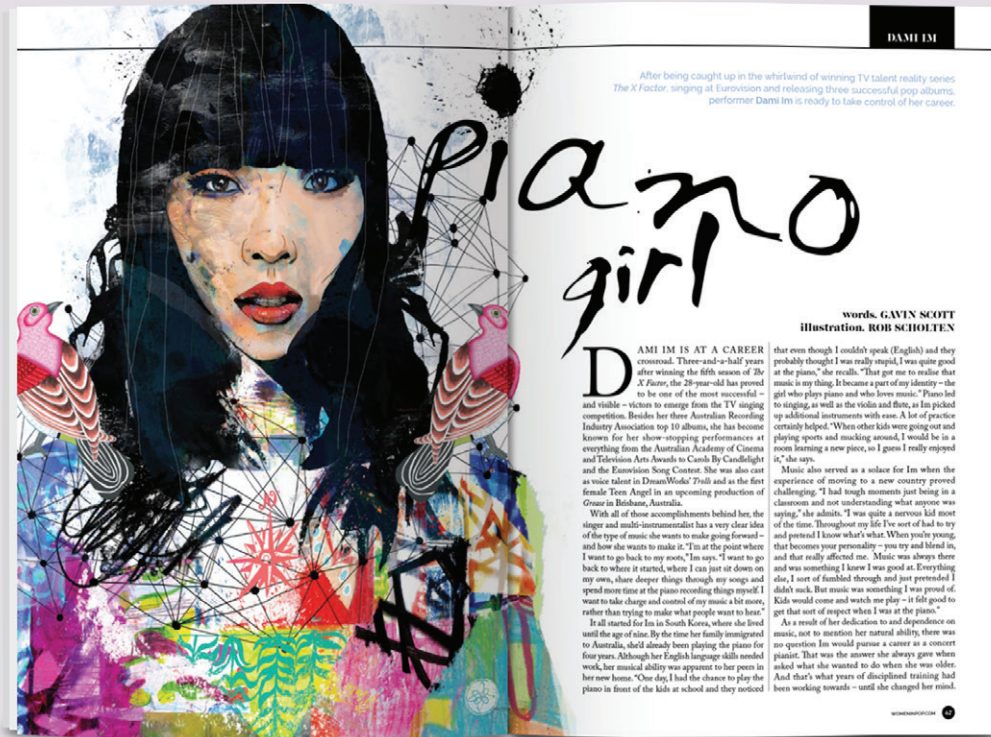 DAMI IM
After being caught up in the whirlwind of winning TV talent reality series
The X Factor, singing at Eurovision and releasing three successful pop albums,
performer Dami Im is ready to take control of her career.
piano
girl
words. GAVIN SCOTT
illustration. ROB SCHOLTEN
DAMI IM IS AT A CAREER
crossroad. Three-and-a-half years
after winning the fifth season of The
X Factor, the 28-year-old has proved
to be one of the most successful –
and visible – victors to emerge from the TV singing
competition. Besides her three Australian Recording
Industry Association top 10 albums, she has become
known for her show-stopping performances at
everything from the Australian Academy of Cinema
and Television Arts Awards to Carols By Candlelight
and the Eurovision Song Contest. She was also cast
as voice talent in DreamWorks' Trolls and as the first
female Teen Angel in an upcoming production of
Grease in Brisbane, Australia.
With all of those accomplishments behind her, the
singer and multi-instrumentalist has a very clear idea
of the type of music she wants to make going forward –
and how she wants to make it. "I'm at the point where
I want to go back to my roots," Im says. "I want to go
back to where it started, where I can just sit down on
my own, share deeper things through my songs and
spend more time at the piano recording things myself. I
want to take charge and control of my music a bit more,
rather than trying to make what people want to hear."
It all started for Im in South Korea, where she lived
until the age of nine. By the time her family immigrated
to Australia, she'd already been playing the piano for
four years. Although her English language skills needed
work, her musical ability was apparent to her peers in
her new home. "One day, I had the chance to play the
piano in front of the kids at school and they noticed
that even though I couldn't speak (English) and they
probably thought I was really stupid, I was quite good
at the piano," she recalls. "That got me to realise that
music is my thing. It became a part of my identity – the
girl who plays piano and who loves music." Piano led
to singing, as well as the violin and flute, as Im picked
up additional instruments with ease. A lot of practice
certainly helped. "When other kids were going out and
playing sports and mucking around, I would be in a
room learning a new piece, so I guess I really enjoyed
it," she says.
Music also served as a solace for Im when the
experience of moving to a new country proved
challenging. "I had tough moments just being in a
classroom and not understanding what anyone was
saying," she admits. "I was quite a nervous kid most
of the time. Throughout my life I've sort of had to try
and pretend I know what's what. When you're young,
that becomes your personality – you try and blend in,
and that really affected me. Music was always there
and was something I knew I was good at. Everything
else, I sort of fumbled through and just pretended I
didn't suck. But music was something I was proud of.
Kids would come and watch me play – it felt good to
get that sort of respect when I was at the piano."
As a result of her dedication to and dependence on
music, not to mention her natural ability, there was
no question Im would pursue a career as a concert
pianist. That was the answer she always gave when
asked what she wanted to do when she was older.
And that's what years of disciplined training had
been working towards – until she changed her mind.
WOMENINPOP.COM 42